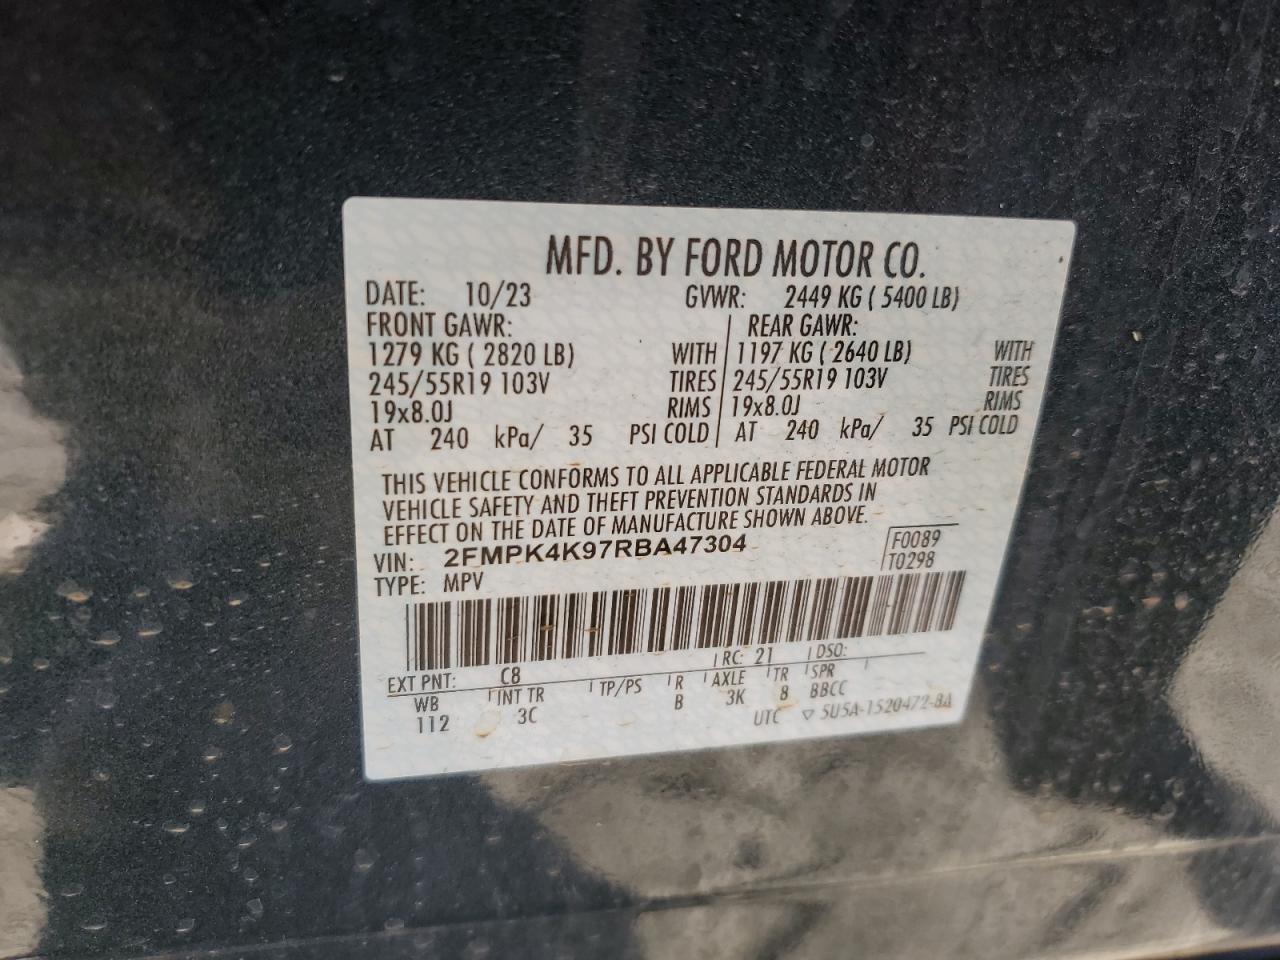 MFD. BY FORD MOTOR CO.
DATE: 10/23 GVWR: 2449 KG ( 5400 LB)
FRONT GAWR: REAR GAWR:
1279 KG ( 2820 LB) WITH 1197 KG ( 2640 LB) WITH
245/55R19 103V TIRES 245/55R19 103V TIRES
19x8.0J RIMS 19x8.0J RIMS
AT 240 kPa/ 35 PSI COLD AT 240 kPa/ 35 PSI COLD
THIS VEHICLE CONFORMS TO ALL APPLICABLE FEDERAL MOTOR
VEHICLE SAFETY AND THEFT PREVENTION STANDARDS IN
EFFECT ON THE DATE OF MANUFACTURE SHOWN ABOVE.
VIN: 2FMPK4K97RBA47304 F0089
TYPE: MPV T0298
EXT PNT: C8 RC: 21 DSO:
WB INT TR TP/PS R AXLE TR SPR
112 3C B 3K 8 BBCC
UTC ▽ 5U5A-1520472-BA